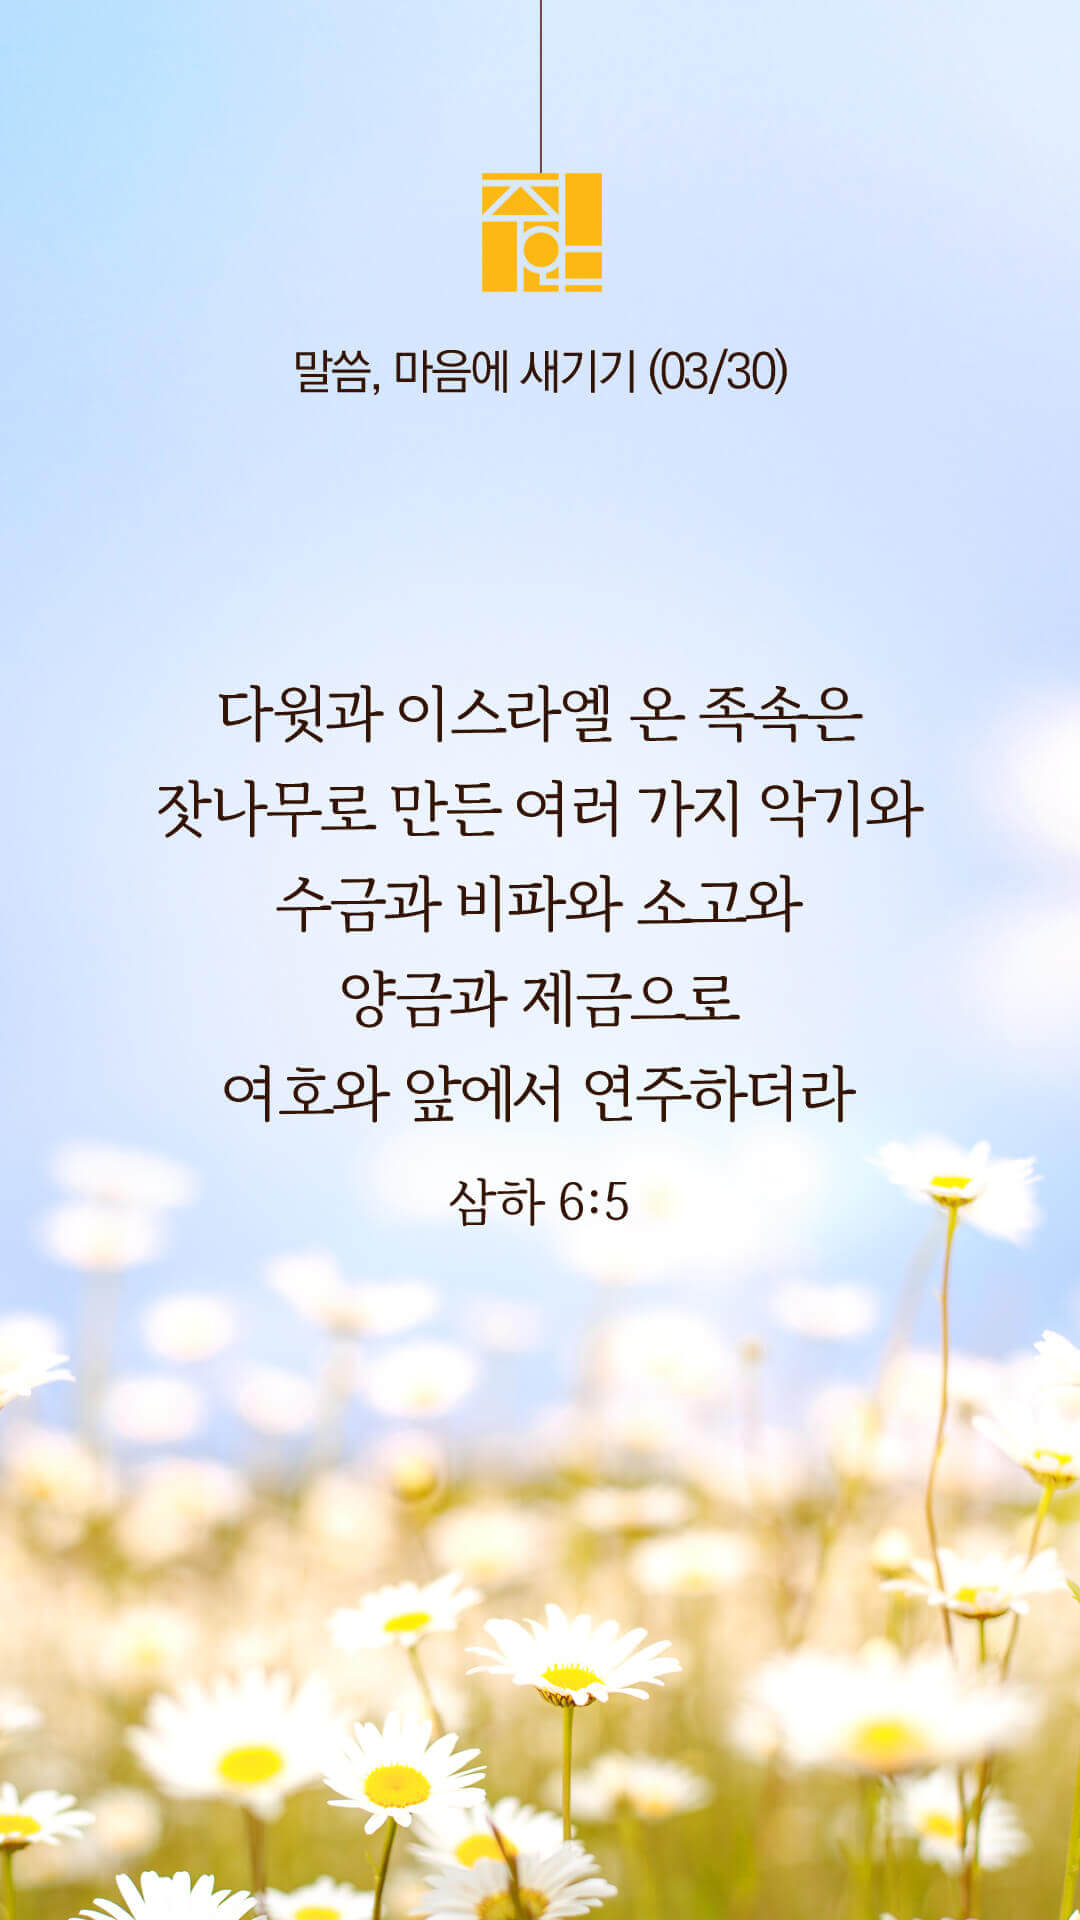 말씀, 마음에 새기기 (03/30)
다윗과 이스라엘 온 족속은
잣나무로 만든 여러 가지 악기와
수금과 비파와 소고와
양금과 제금으로
여호와 앞에서 연주하더라
삼하 6:5